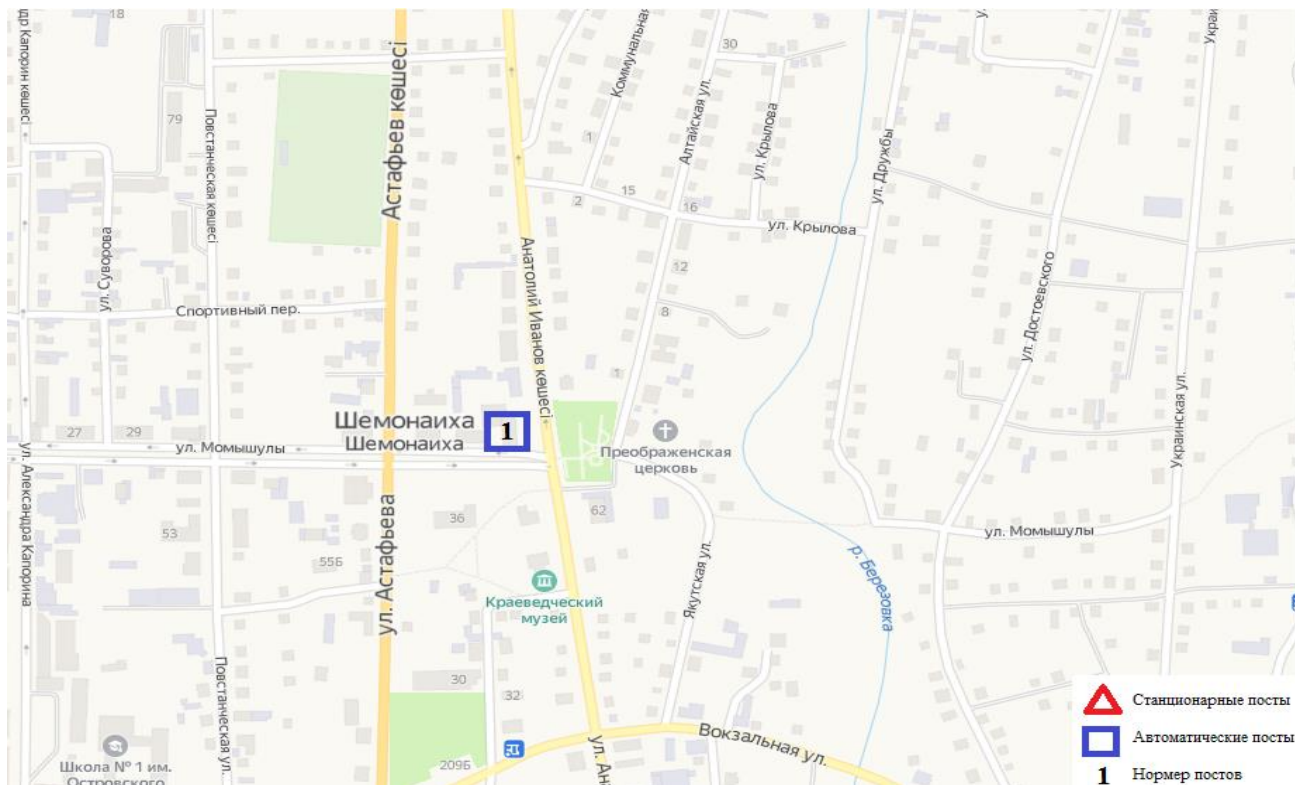 18
Украи
др Капорин көшесі
Коммунальная
30
Астафьев көшесі
79
Повстанческая көшесі
Алтайская ул.
ул. Крылова
ул. Дружбы
1
15
2
16
ул. Крылова
ул. Суворова
Анатолий Иванов көшесі
12
ул. Достоевского
Спортивный пер.
8
1
Украинская ул.
Шемонаиха
Шемонаиха
1
27
29
ул. Момышулы
Преображенская
церковь
ул. Александра Капорина
53
36
62
ул. Момышулы
55Б
ул. Астафьева
Якутская ул.
р. Березовка
Краеведческий
музей
Повстанческая ул.
30
32
Вокзальная ул.
ул. Ана
209Б
Школа № 1 им.
Островского
Станционарные посты
Автоматические посты
1 Нормер постов